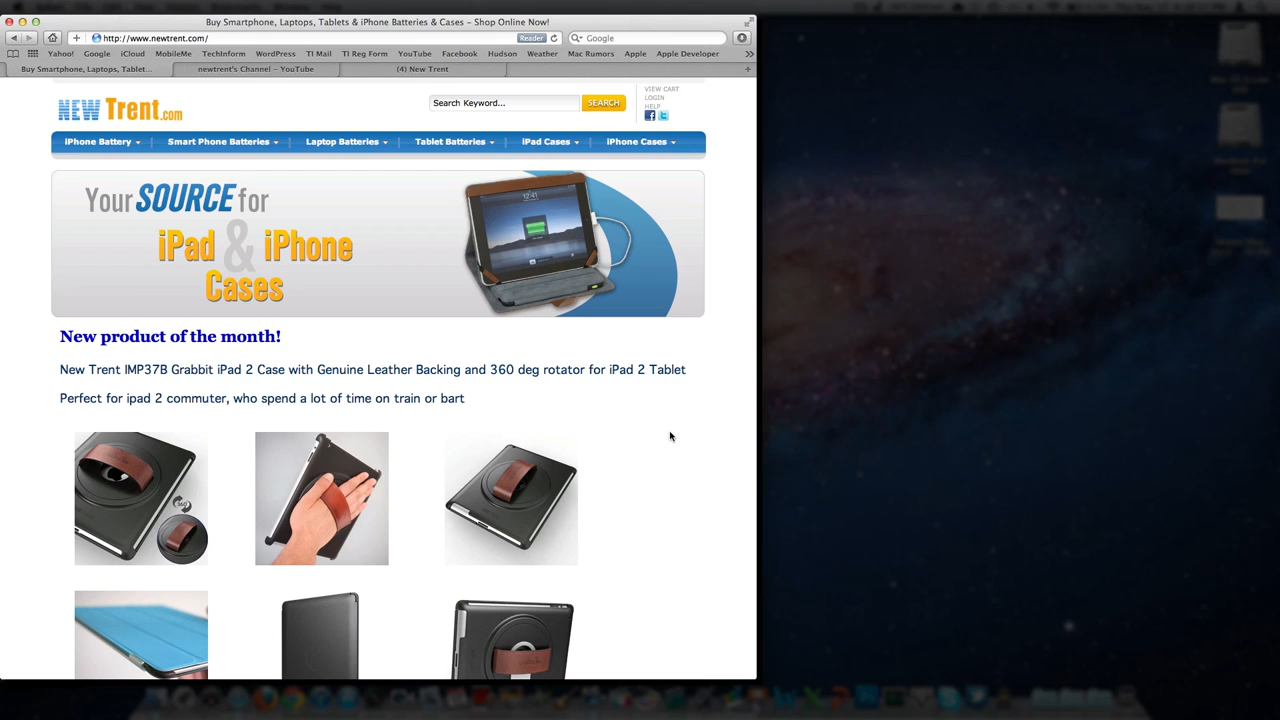 Buy Smartphone, Laptops, Tablets & iPhone Batteries & Cases – Shop Online Now!
http://www.newtrent.com/
Reader
Google
Yahoo! Google iCloud MobileMe TechInform WordPress TI Mail TI Reg Form YouTube Facebook Hudson Weather Mac Rumors Apple Apple Developer
Buy Smartphone, Laptops, Tablet...
newtrent's Channel - YouTube
(4) New Trent
NEW Trent.com
Search Keyword...
SEARCH
VIEW CART
LOGIN
HELP
iPhone Battery
Smart Phone Batteries
Laptop Batteries
Tablet Batteries
iPad Cases
iPhone Cases
Your SOURCE for
iPad & iPhone
Cases
12:41
New product of the month!
New Trent IMP37B Grabbit iPad 2 Case with Genuine Leather Backing and 360 deg rotator for iPad 2 Tablet
Perfect for ipad 2 commuter, who spend a lot of time on train or bart
360